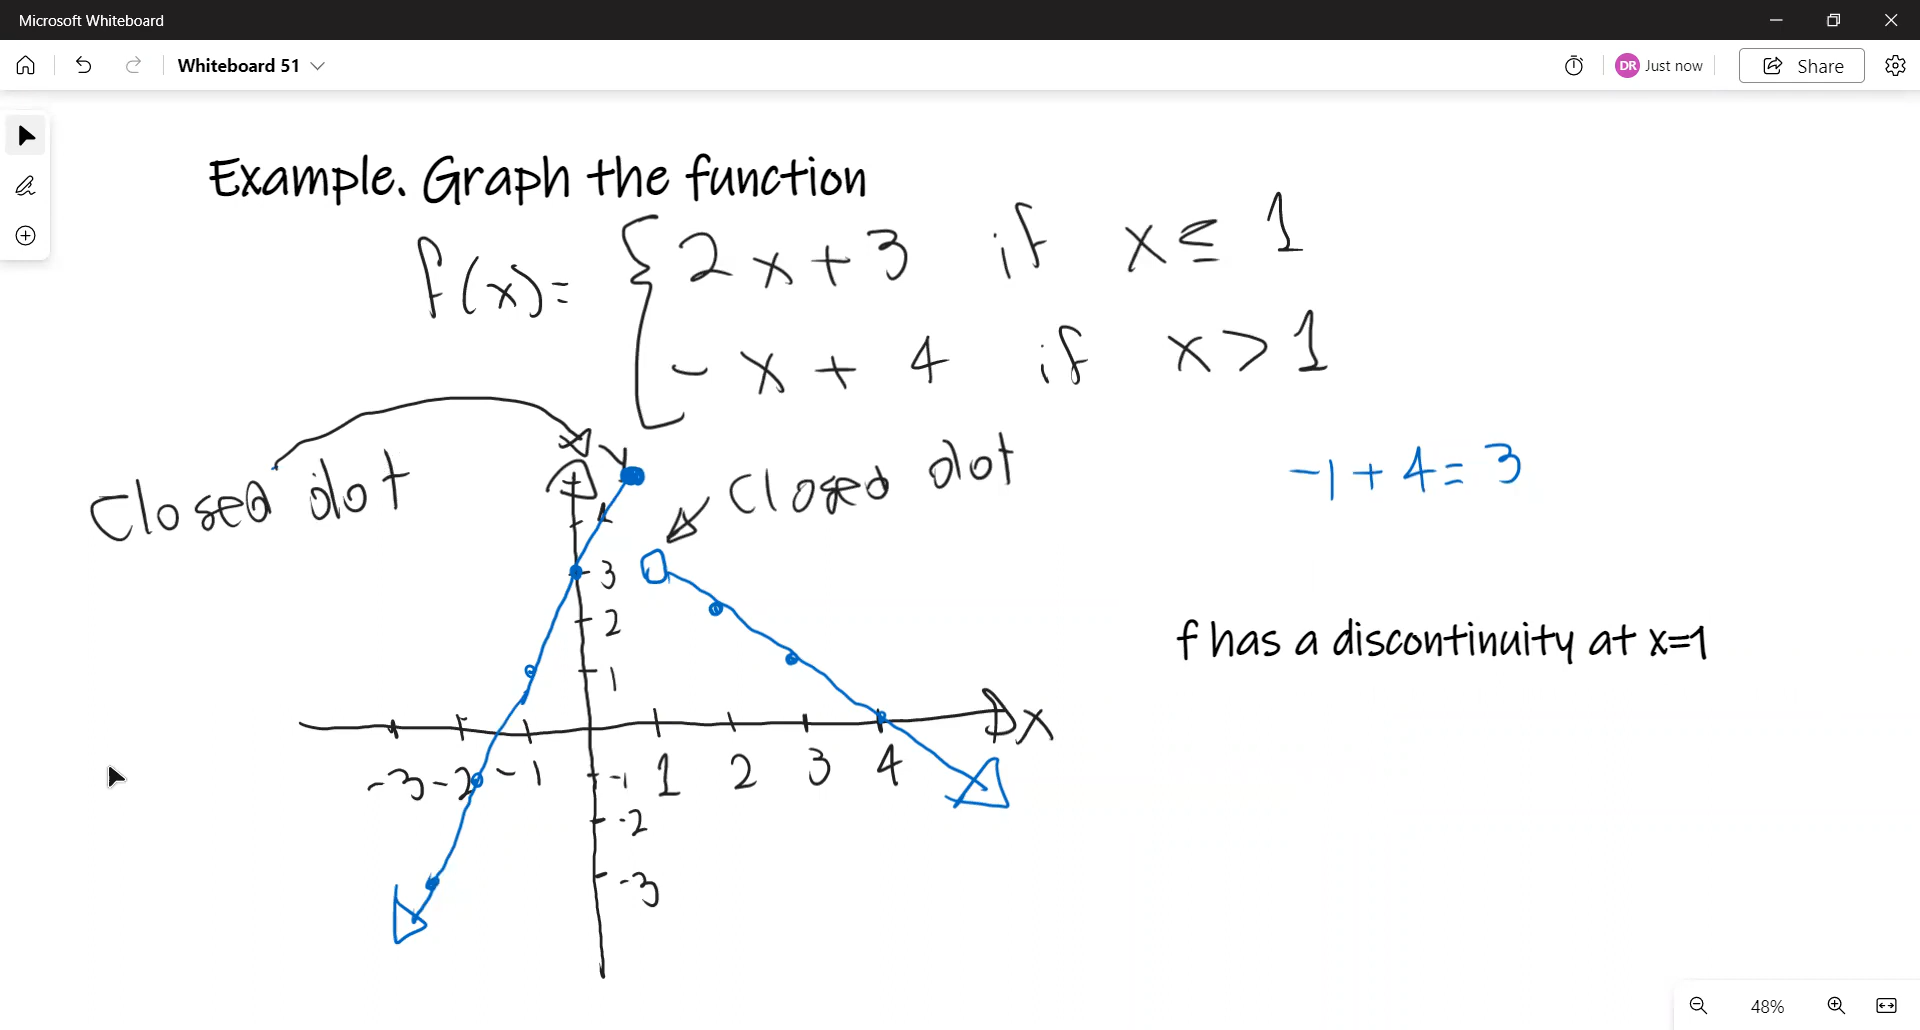 Microsoft Whiteboard
Whiteboard 51
DR Just now
Share
Example. Graph the function
f(x)= { 2x+3 if x ≤ 1
-x + 4 if x > 1
Closed dot
y
Closed dot
-1 + 4 = 3
4
3
2
1
f has a discontinuity at x=1
x
-3 -2 -1 1 2 3 4
-1
-2
-3
48%